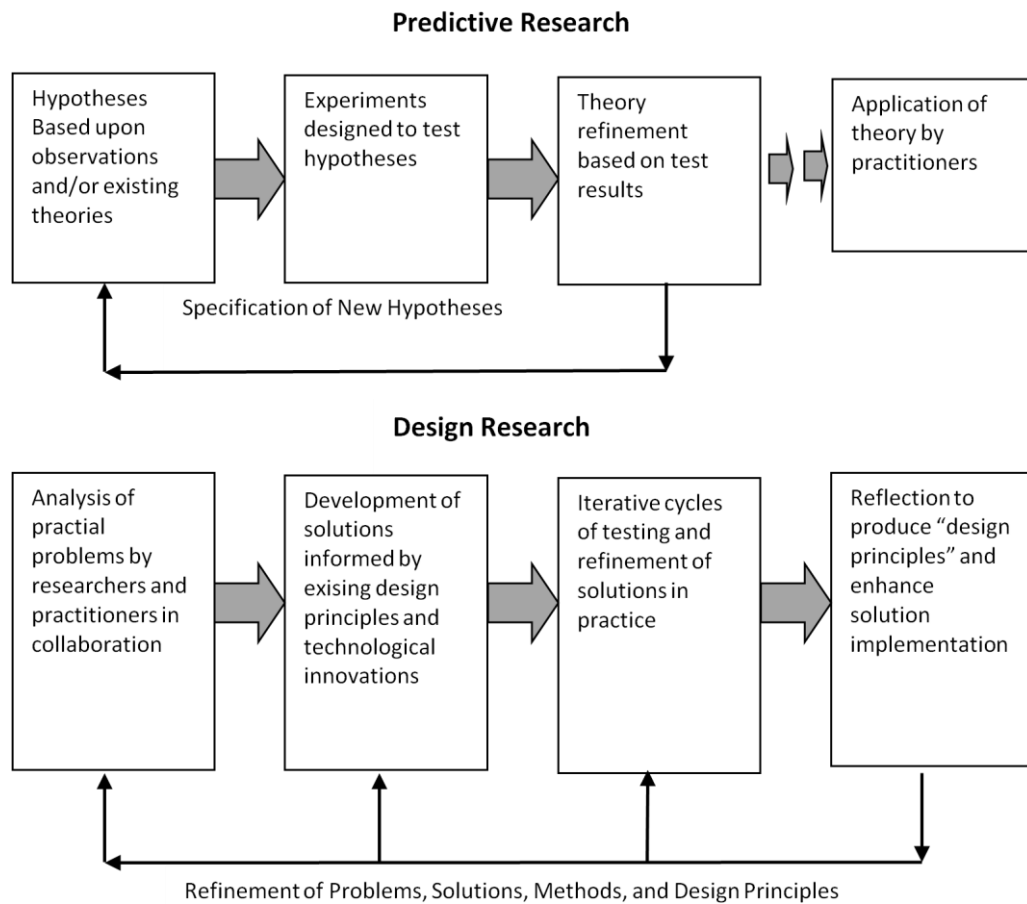 Predictive Research
Hypotheses
Based upon
observations
and/or existing
theories
Experiments
designed to test
hypotheses
Theory
refinement
based on test
results
Application of
theory by
practitioners
Specification of New Hypotheses
Design Research
Analysis of
practial
problems by
researchers and
practitioners in
collaboration
Development of
solutions
informed by
exising design
principles and
technological
innovations
Iterative cycles
of testing and
refinement of
solutions in
practice
Reflection to
produce “design
principles” and
enhance
solution
implementation
Refinement of Problems, Solutions, Methods, and Design Principles